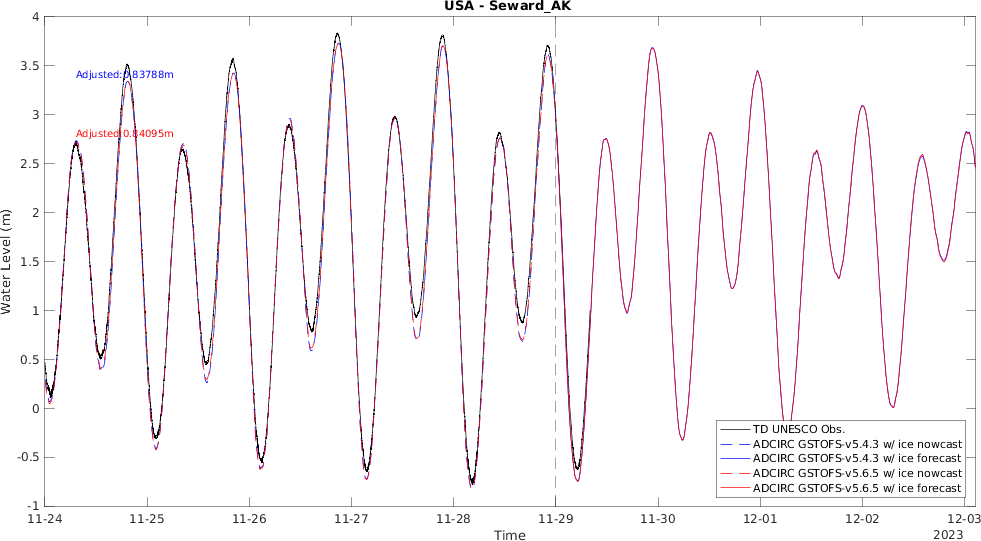 USA - Seward_AK
4
3.5
3
2.5
2
1.5
1
0.5
0
-0.5
-1
Water Level (m)
Adjusted:0.83788m
Adjusted:0.84095m
TD UNESCO Obs.
ADCIRC GSTOFS-v5.4.3 w/ ice nowcast
ADCIRC GSTOFS-v5.4.3 w/ ice forecast
ADCIRC GSTOFS-v5.6.5 w/ ice nowcast
ADCIRC GSTOFS-v5.6.5 w/ ice forecast
11-24 11-25 11-26 11-27 11-28 11-29 11-30 12-01 12-02 12-03
2023
Time